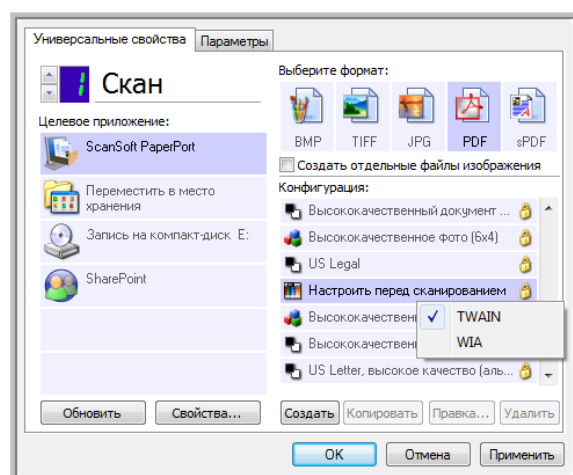 Универсальные свойства
Параметры
1
Скан
Целевое приложение:
ScanSoft PaperPort
Переместить в место
хранения
Запись на компакт-диск E:
SharePoint
Обновить
Свойства...
Выберите формат:
BMP
TIFF
JPG
PDF
sPDF
Создать отдельные файлы изображения
Конфигурация:
Высококачественный документ ...
Высококачественное фото (6x4)
US Legal
Настроить перед сканированием
Высококачественн
Высококачественн
US Letter, высокое качество (аль...
TWAIN
WIA
Создать
Копировать
Правка...
Удалить
OK
Отмена
Применить